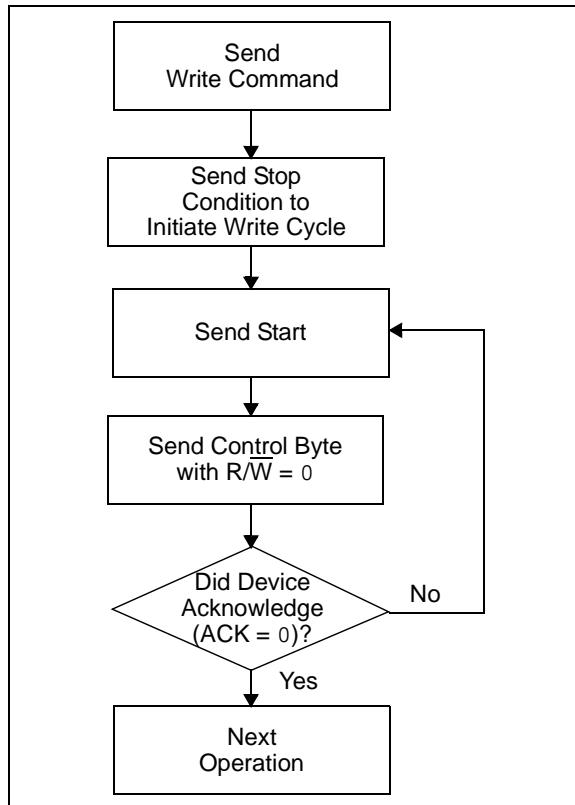 Send
Write Command
Send Stop
Condition to
Initiate Write Cycle
Send Start
Send Control Byte
with R/W̅ = 0
Did Device
Acknowledge
(ACK = 0)?
No
Yes
Next
Operation